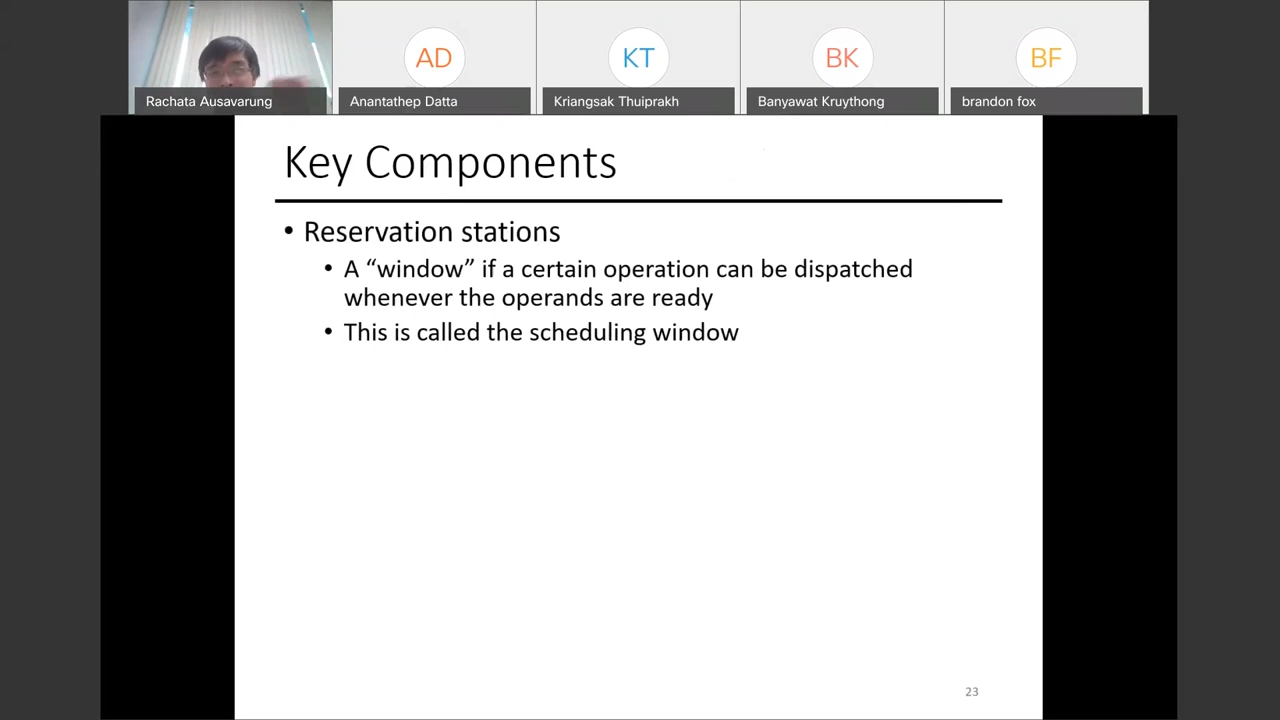 AD
KT
BK
BF
Rachata Ausavarung
Anantathep Datta
Kriangsak Thuiprakh
Banyawat Kruythong
brandon fox
Key Components
• Reservation stations
• A “window” if a certain operation can be dispatched
whenever the operands are ready
• This is called the scheduling window
23